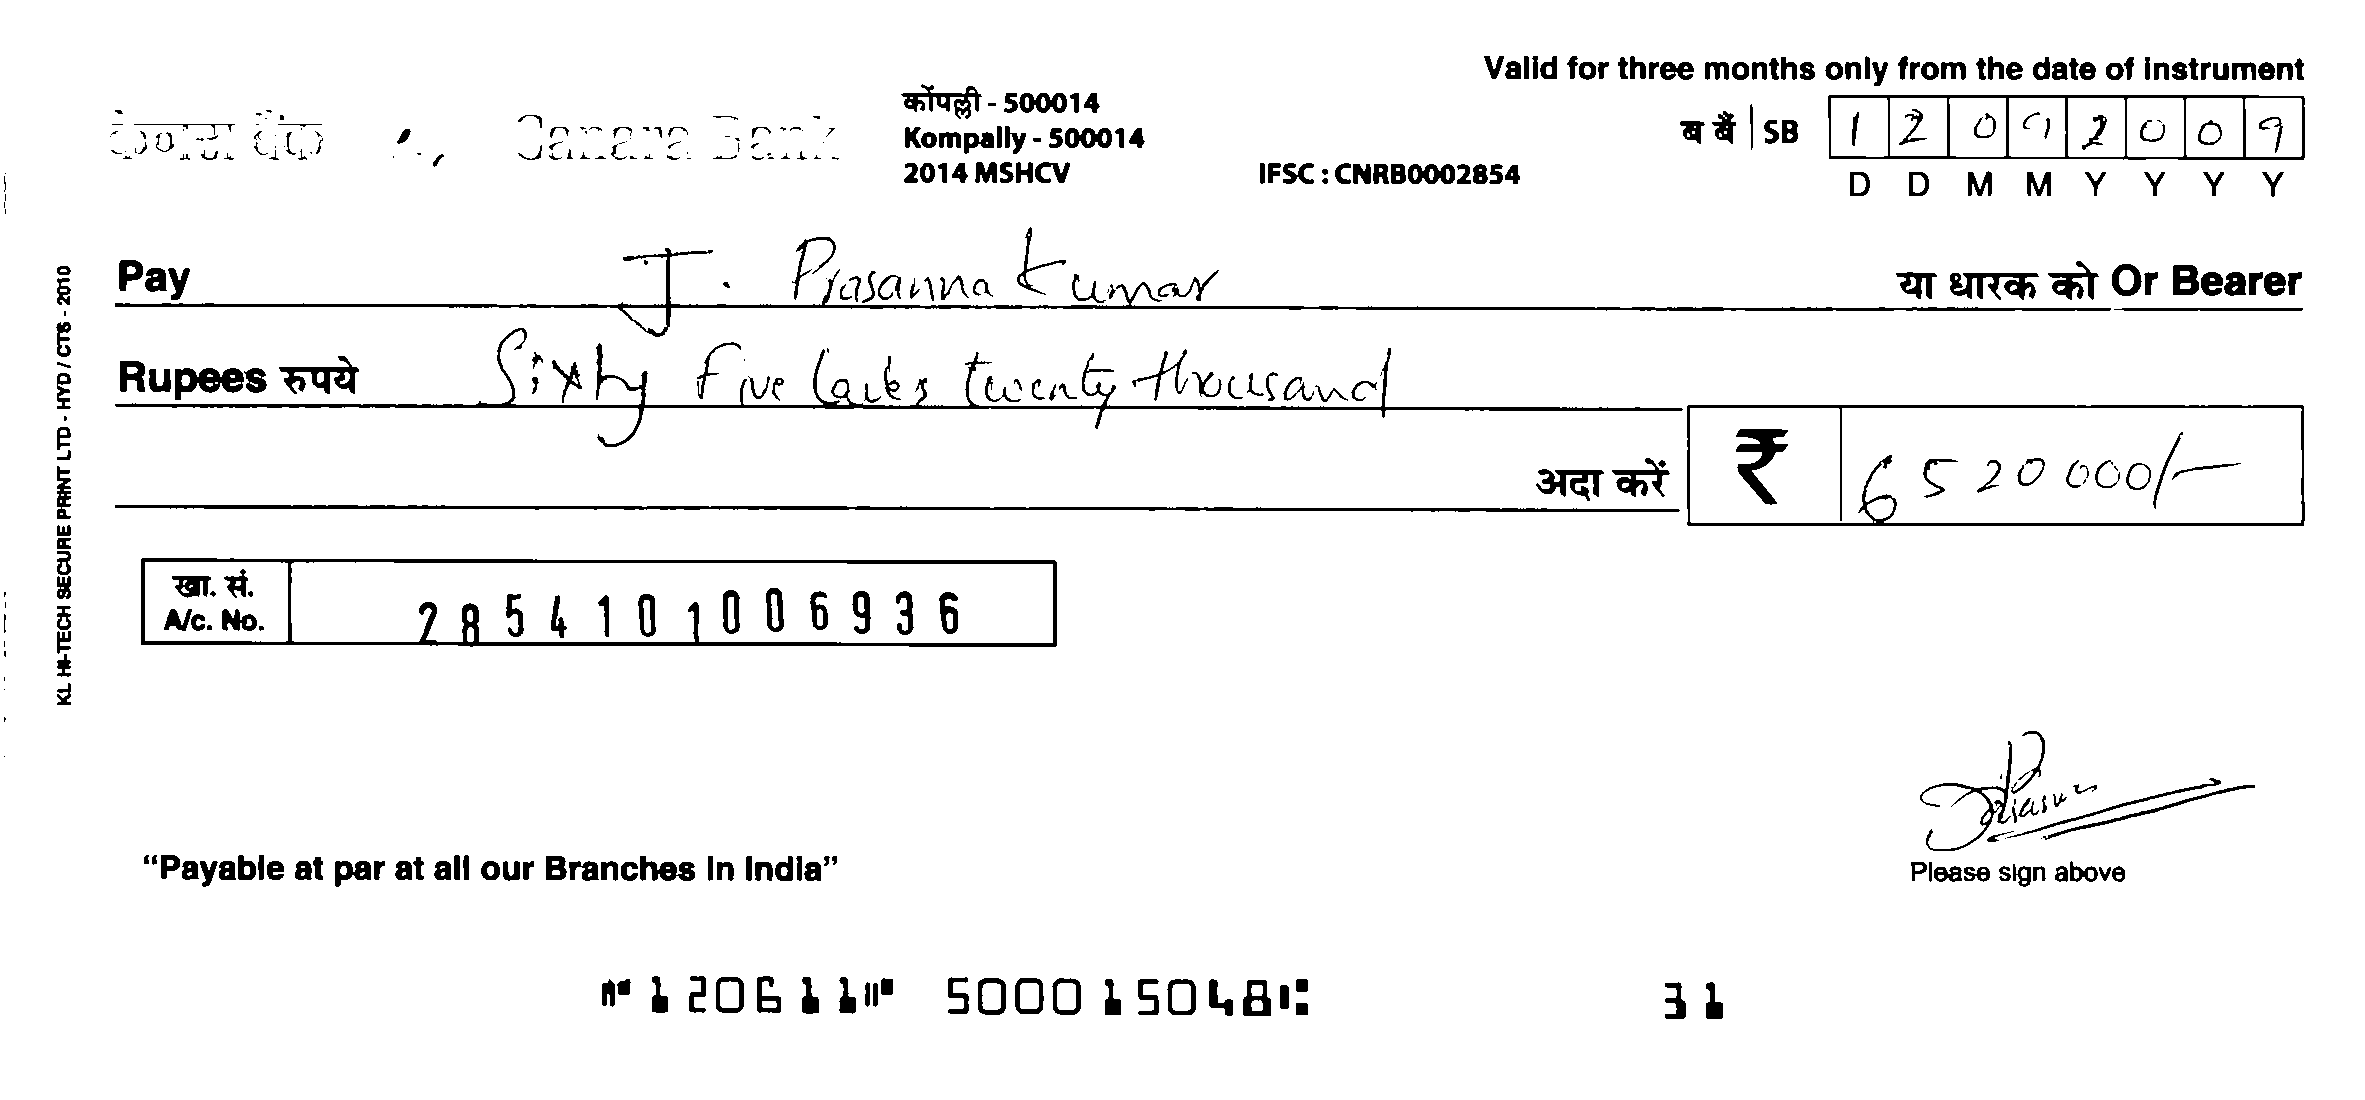 Valid for three months only from the date of instrument
केनरा बैंक Canara Bank
कोंपल्ली - 500014
Kompally - 500014
2014 MSHCV IFSC : CNRB0002854
ब बैं | SB 1 2 0 9 2 0 0 9
D D M M Y Y Y Y
Pay J. Prasanna Kumar या धारक को Or Bearer
Rupees रुपये Sixty Five lacks twenty thousand
अदा करें ₹ 6520000/-
खा. सं.
A/c. No. 2854101006936
KL HI-TECH SECURE PRINT LTD - HYD / CTS - 2010
"Payable at par at all our Branches in India"
Please sign above
120611 500015048 31